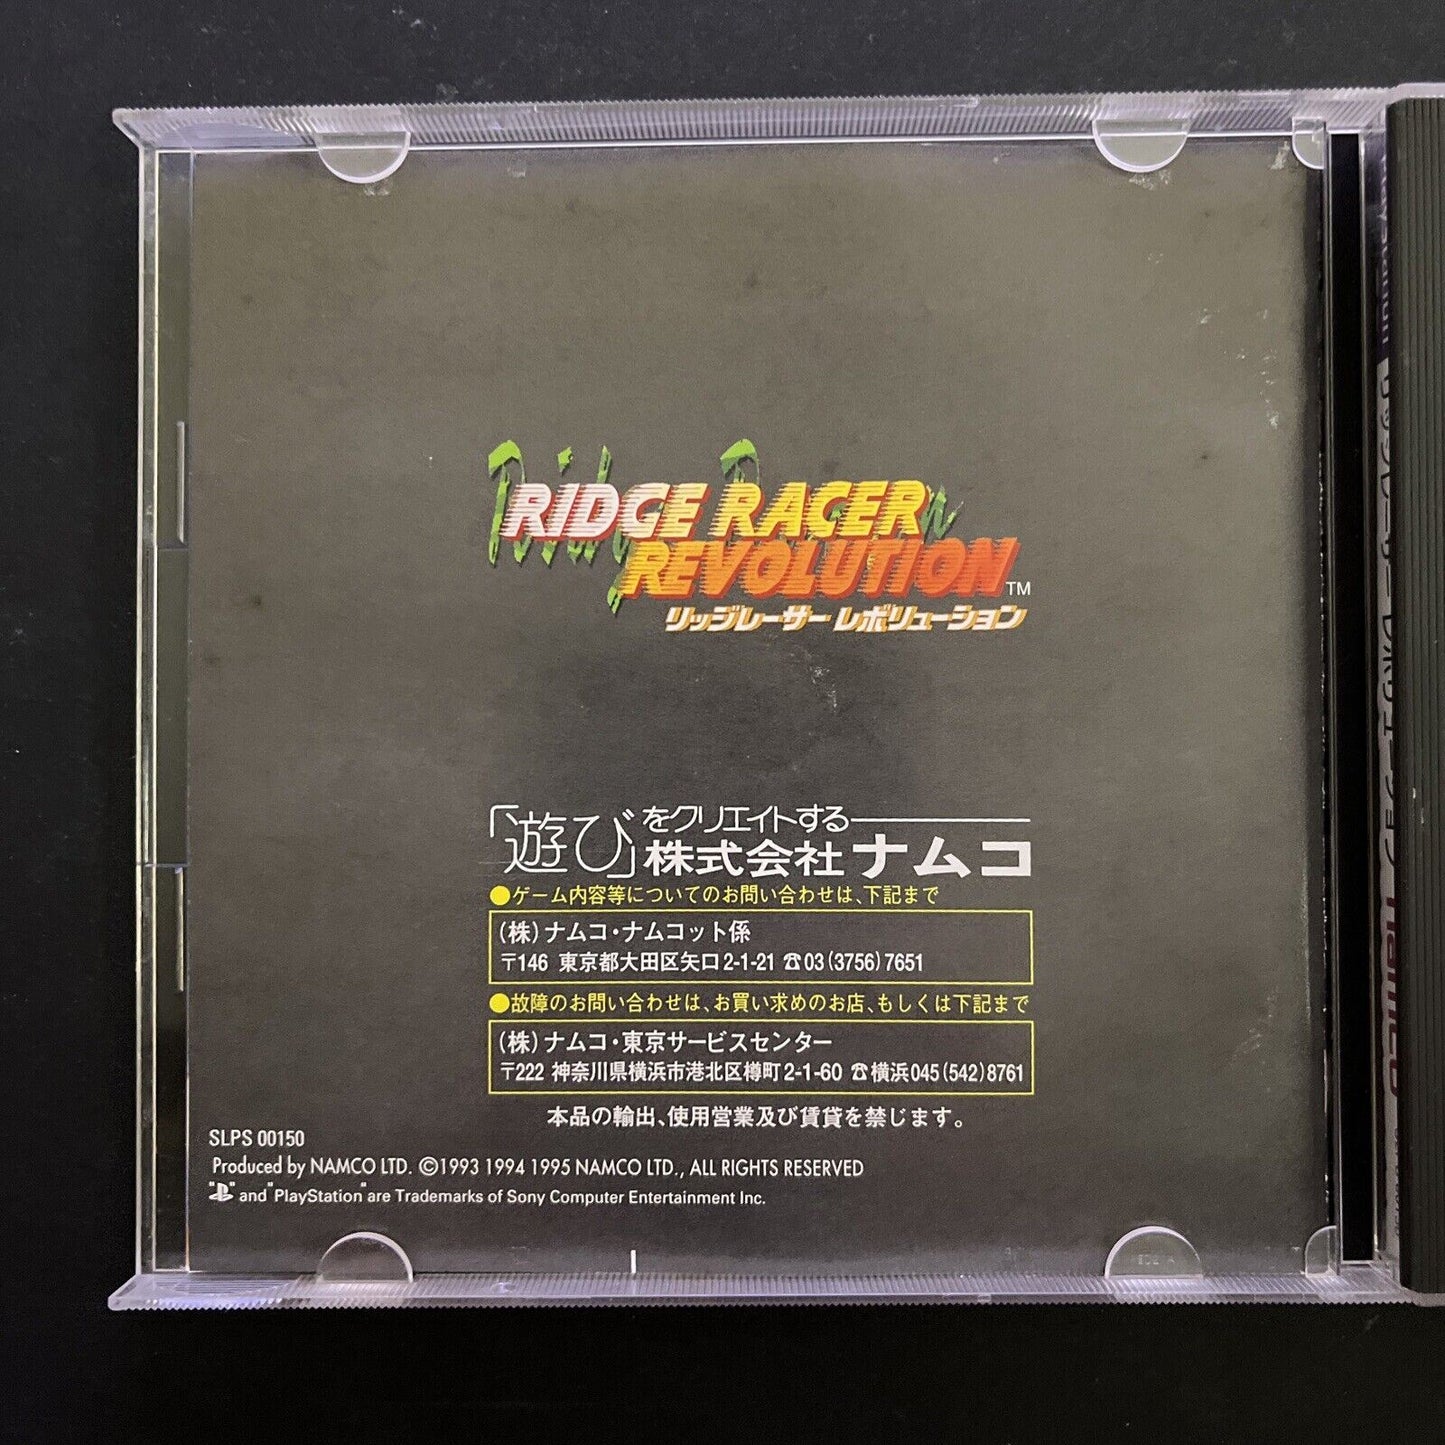 RIDGE RACER
REVOLUTION™
リッジレーサー レボリューション
「遊び」をクリエイトする
株式会社ナムコ
●ゲーム内容等についてのお問い合わせは、下記まで
(株)ナムコ・ナムコット係
〒146 東京都大田区矢口2-1-21 ☎03(3756)7651
●故障のお問い合わせは、お買い求めのお店、もしくは下記まで
(株)ナムコ・東京サービスセンター
〒222 神奈川県横浜市港北区樽町2-1-60 ☎横浜045(542)8761
本品の輸出、使用営業及び賃貸を禁じます。
SLPS 00150
Produced by NAMCO LTD. ©1993 1994 1995 NAMCO LTD., ALL RIGHTS RESERVED
"PS" and "PlayStation" are Trademarks of Sony Computer Entertainment Inc.
namco